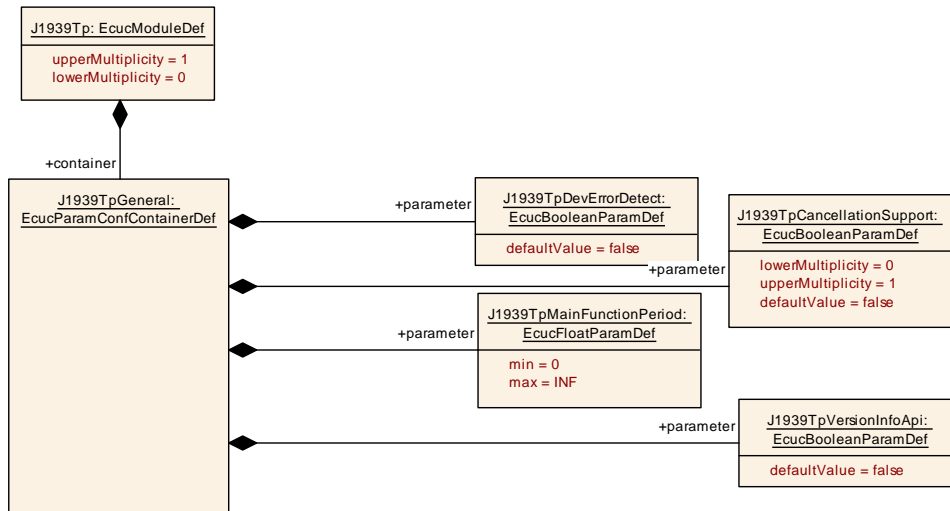 J1939Tp: EcucModuleDef
upperMultiplicity = 1
lowerMultiplicity = 0
+container
J1939TpGeneral:
EcucParamConfContainerDef
+parameter
J1939TpDevErrorDetect:
EcucBooleanParamDef
defaultValue = false
+parameter
J1939TpCancellationSupport:
EcucBooleanParamDef
lowerMultiplicity = 0
upperMultiplicity = 1
defaultValue = false
+parameter
J1939TpMainFunctionPeriod:
EcucFloatParamDef
min = 0
max = INF
+parameter
J1939TpVersionInfoApi:
EcucBooleanParamDef
defaultValue = false